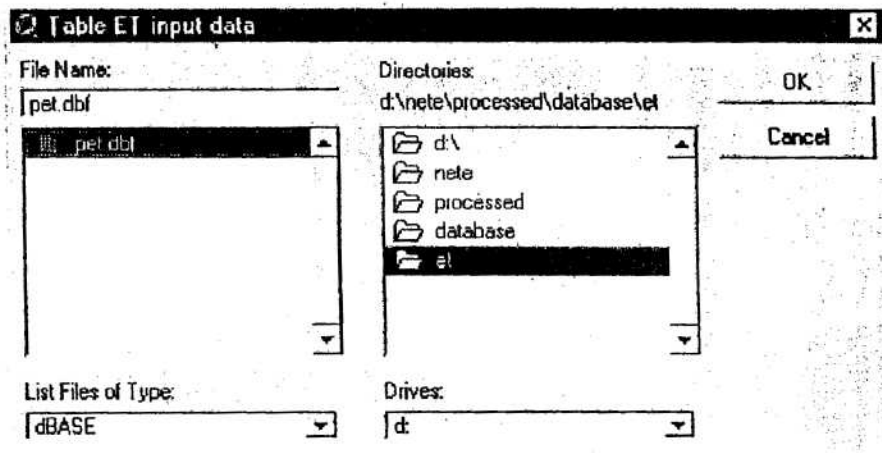 Table ET input data
File Name:
pet.dbf
pet.dbf
List Files of Type:
dBASE
Directories:
d:\nete\processed\database\et
d:\
nete
processed
database
et
Drives:
d:
OK
Cancel